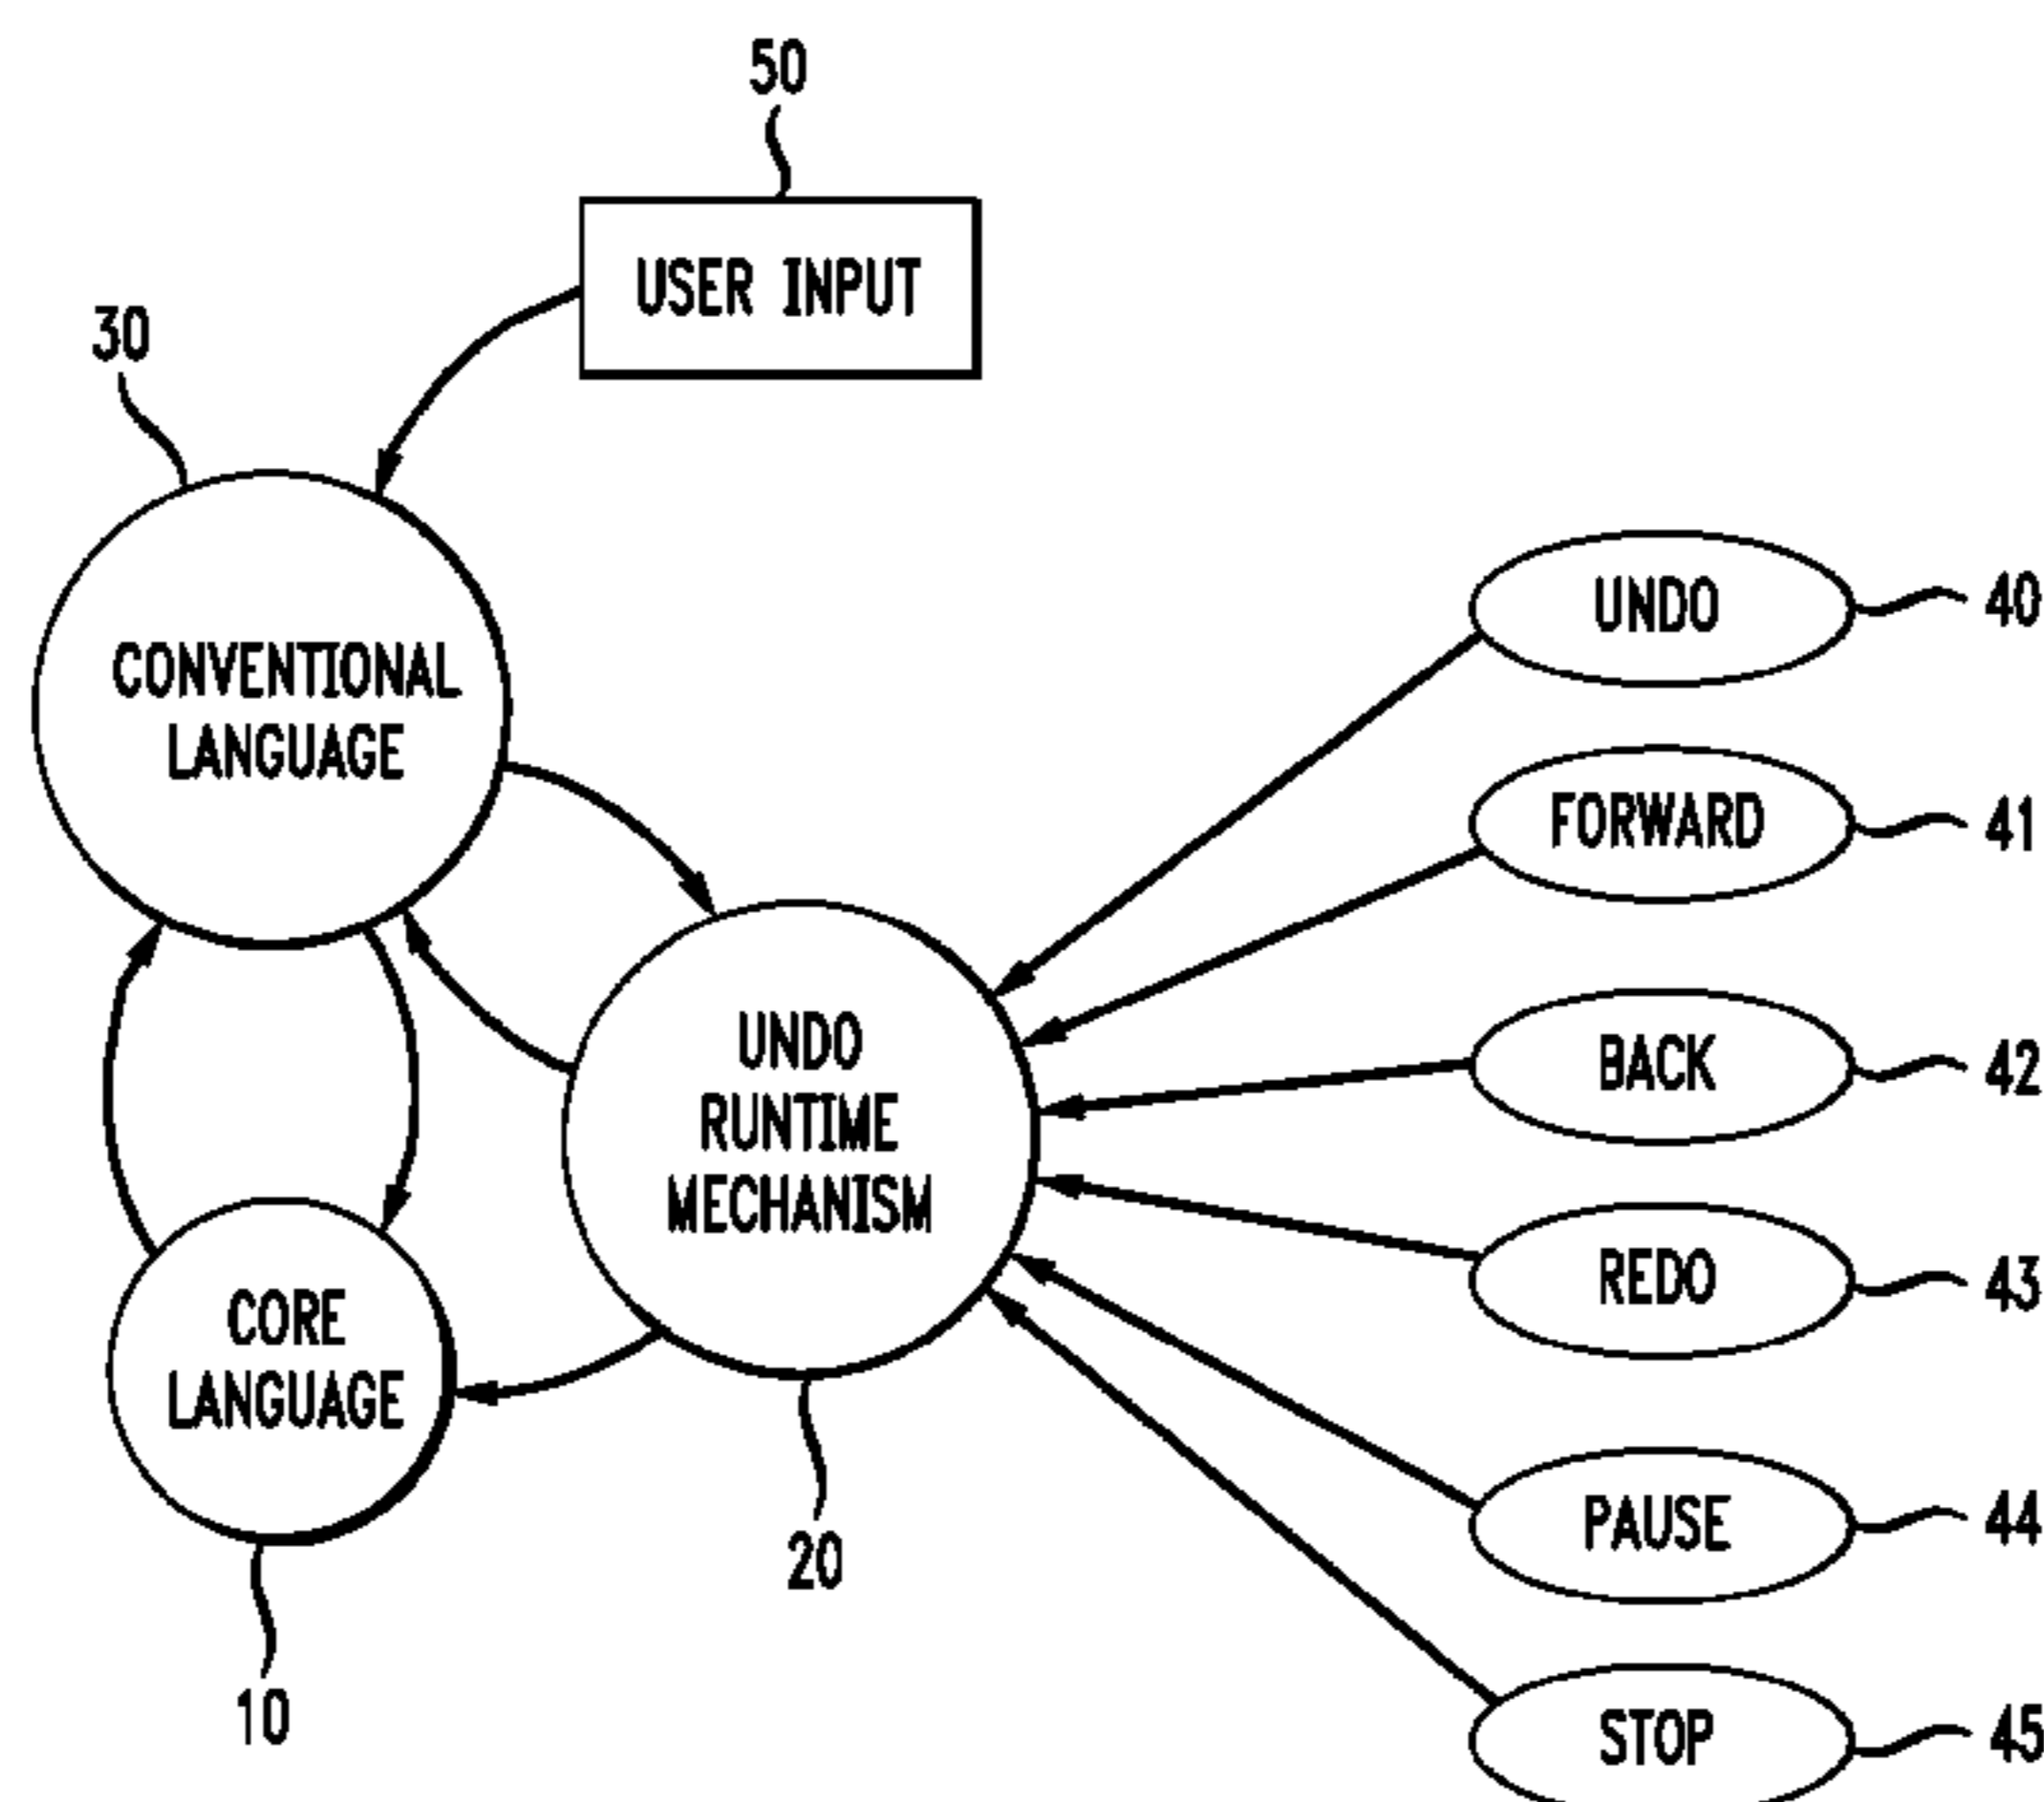 50
USER INPUT
30
CONVENTIONAL
LANGUAGE
UNDO
40
FORWARD
41
UNDO
RUNTIME
MECHANISM
BACK
42
REDO
43
CORE
LANGUAGE
PAUSE
44
20
10
STOP
45